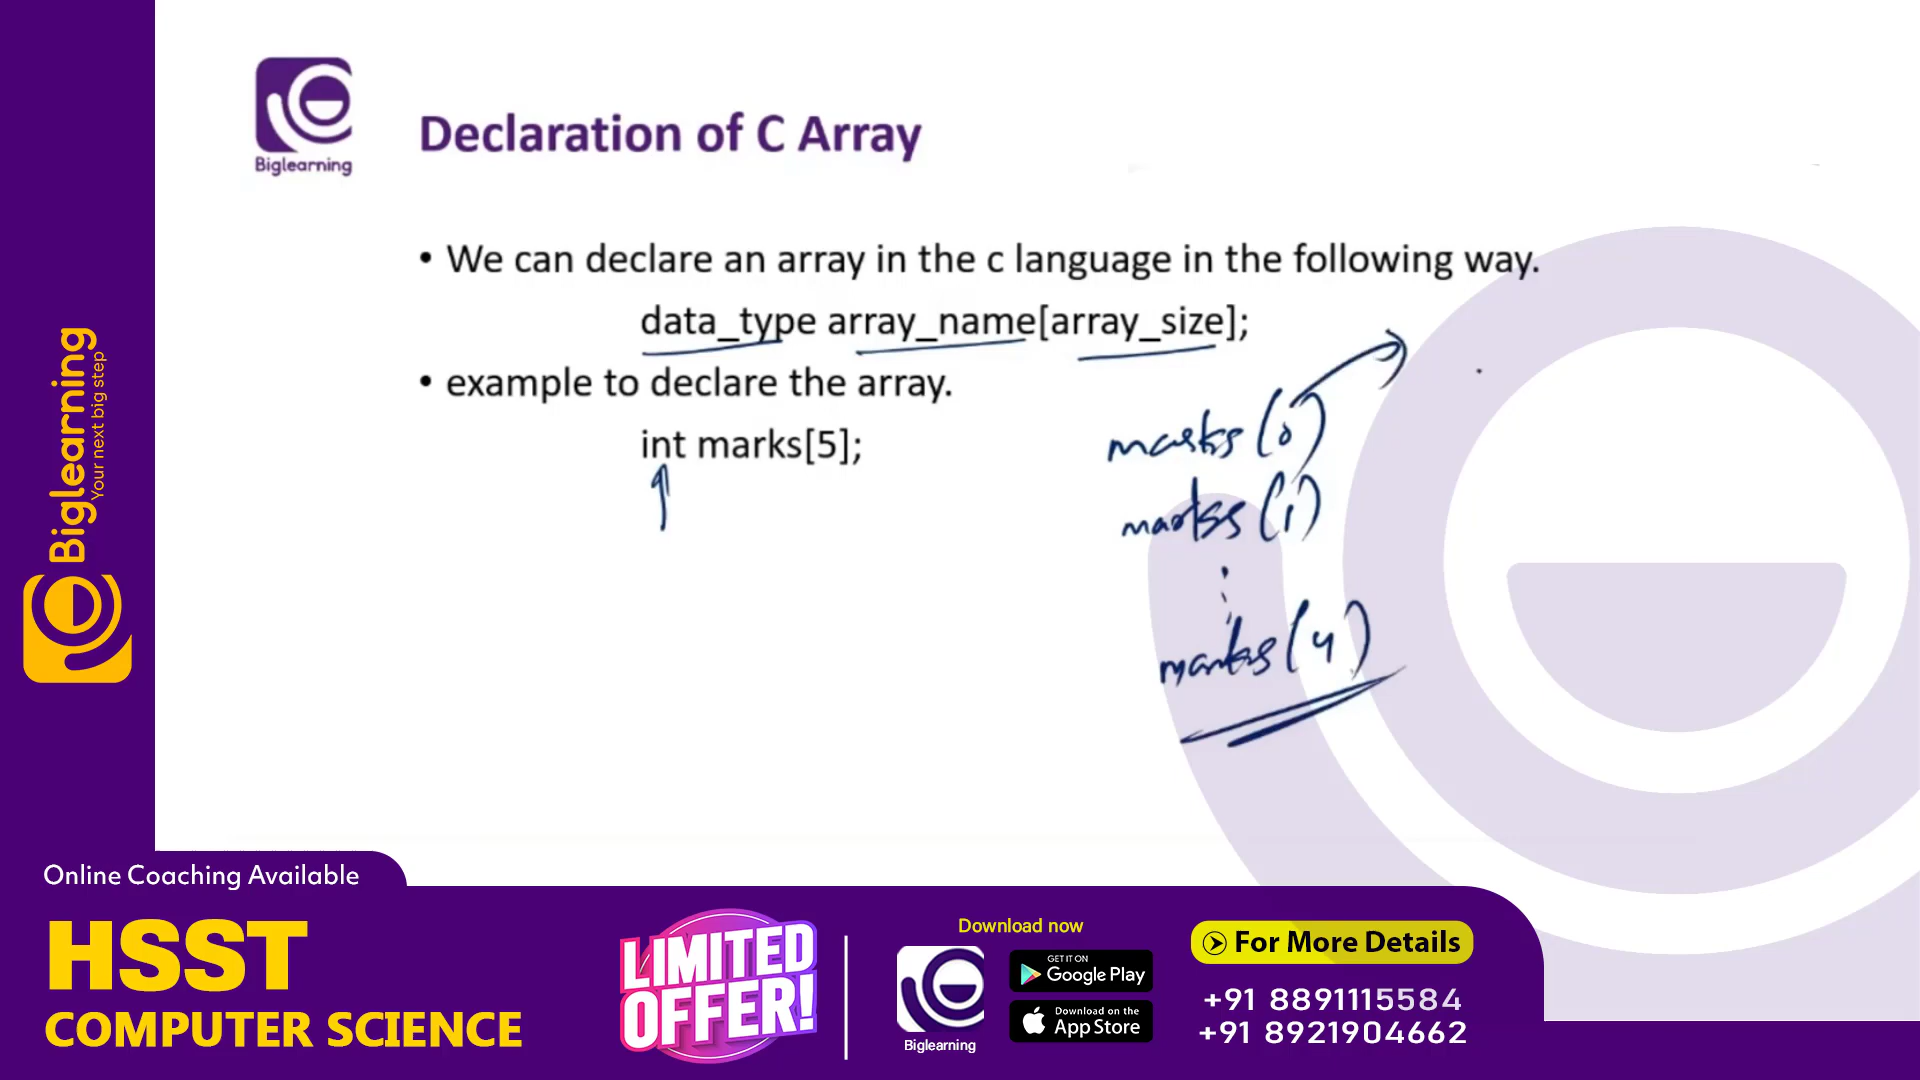 Biglearning
Declaration of C Array
• We can declare an array in the c language in the following way.
data_type array_name[array_size];
• example to declare the array.
int marks[5];
marks (0)
marks (1)
marks (4)
Biglearning
Your next big step
Online Coaching Available
HSST
COMPUTER SCIENCE
LIMITED
OFFER!
Download now
Biglearning
GET IT ON
Google Play
Download on the
App Store
For More Details
+91 8891115584
+91 8921904662